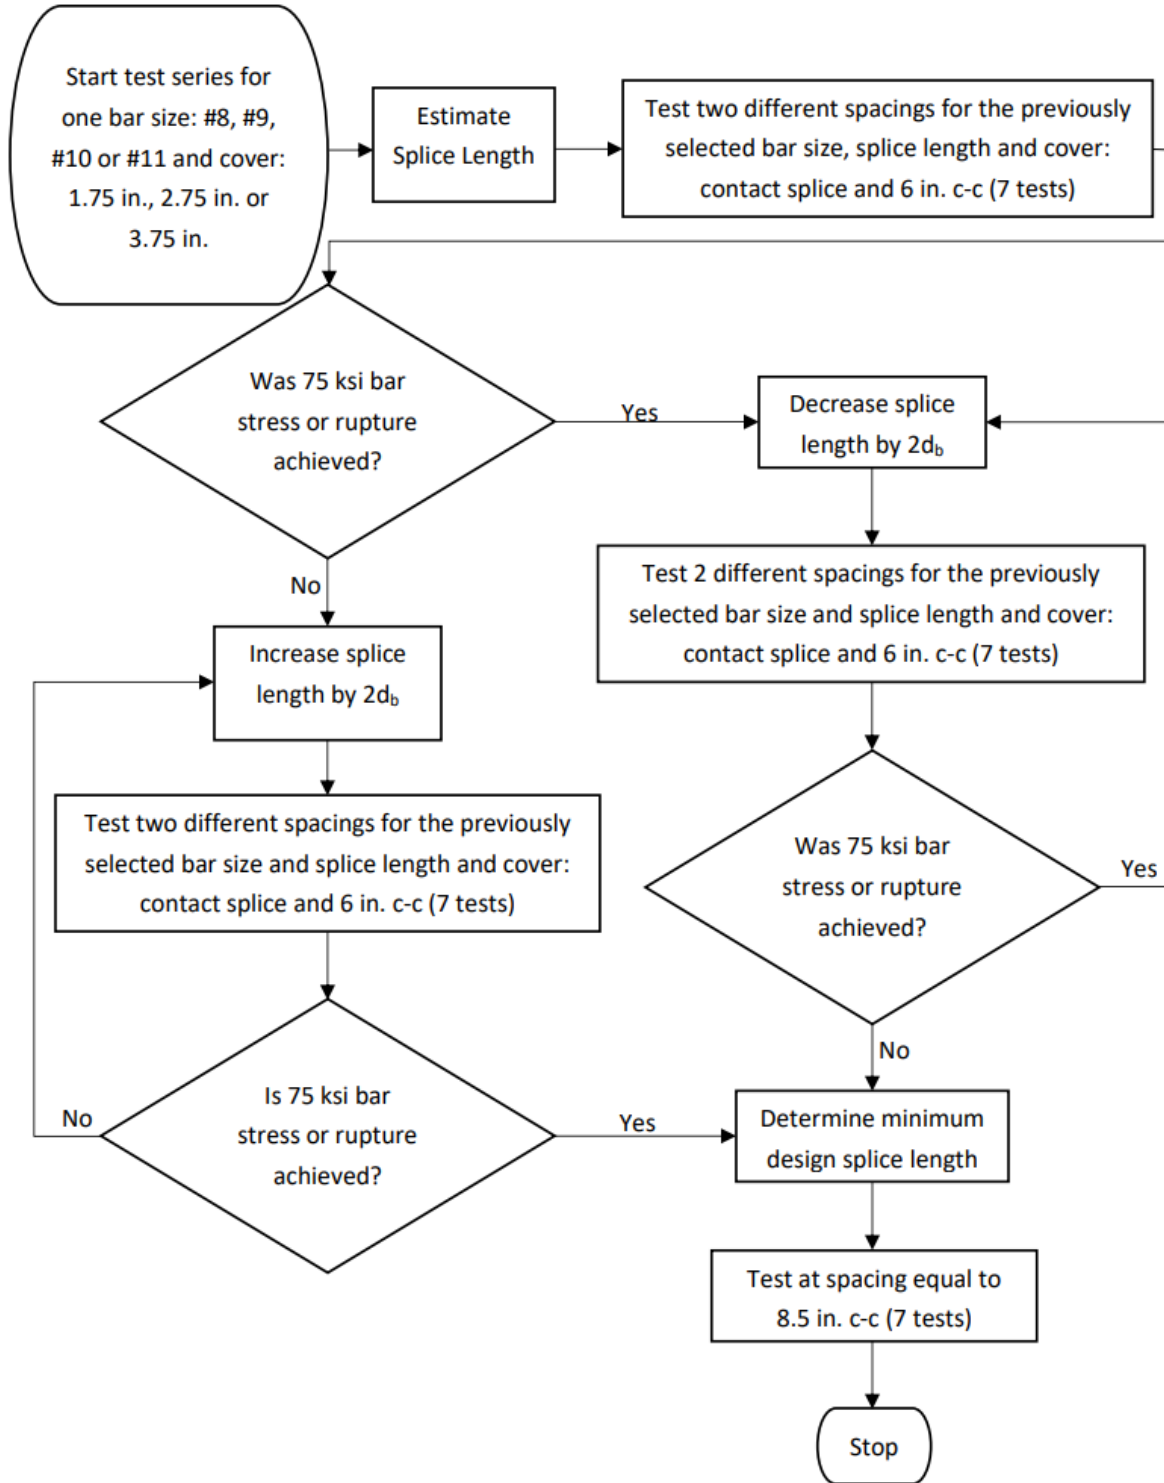 Start test series for
one bar size: #8, #9,
#10 or #11 and cover:
1.75 in., 2.75 in. or
3.75 in.
Estimate
Splice Length
Test two different spacings for the previously
selected bar size, splice length and cover:
contact splice and 6 in. c-c (7 tests)
Was 75 ksi bar
stress or rupture
achieved?
Yes
Decrease splice
length by 2d_b
No
Test 2 different spacings for the previously
selected bar size and splice length and cover:
contact splice and 6 in. c-c (7 tests)
Increase splice
length by 2d_b
Test two different spacings for the previously
selected bar size and splice length and cover:
contact splice and 6 in. c-c (7 tests)
Was 75 ksi bar
stress or rupture
achieved?
Yes
No
Is 75 ksi bar
stress or rupture
achieved?
No
Yes
Determine minimum
design splice length
Test at spacing equal to
8.5 in. c-c (7 tests)
Stop